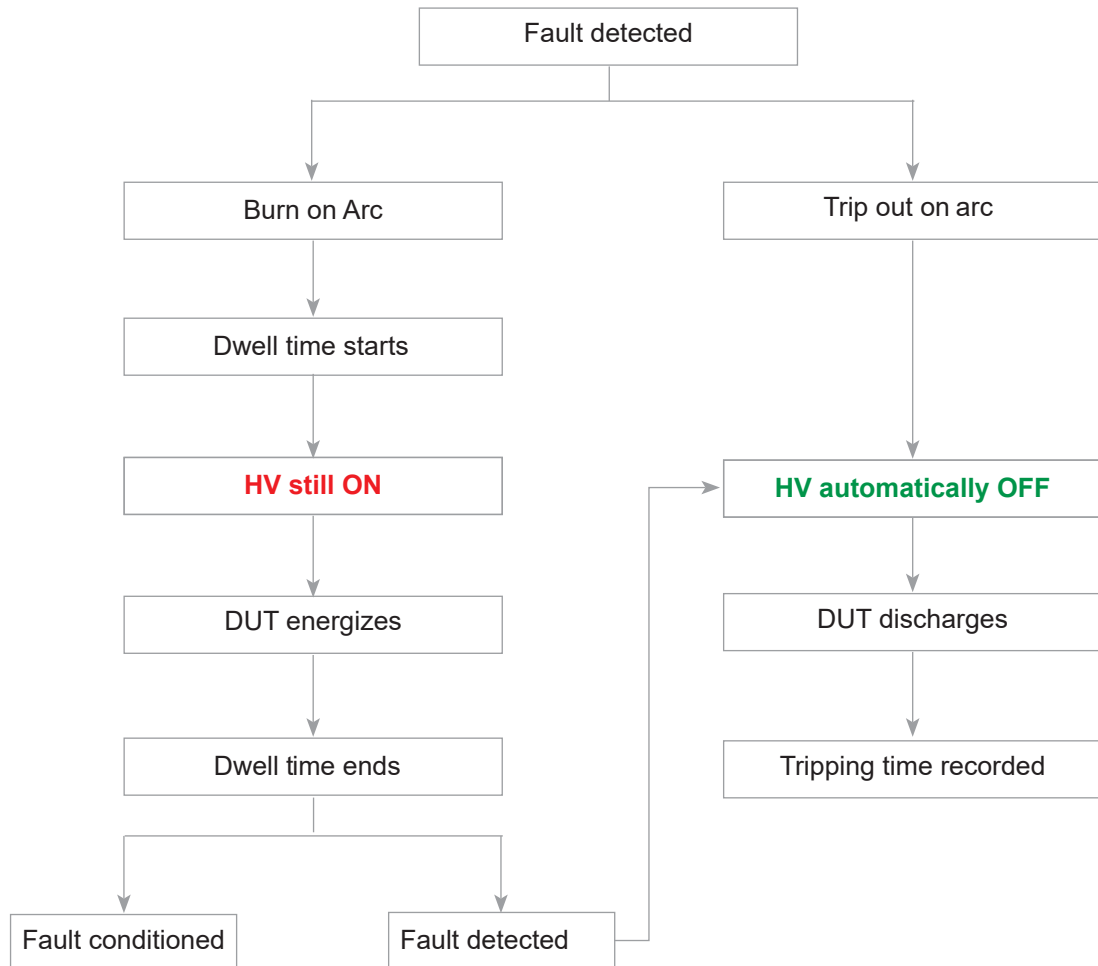 Fault detected
Burn on Arc
Trip out on arc
Dwell time starts
HV still ON
HV automatically OFF
DUT energizes
DUT discharges
Dwell time ends
Tripping time recorded
Fault conditioned
Fault detected